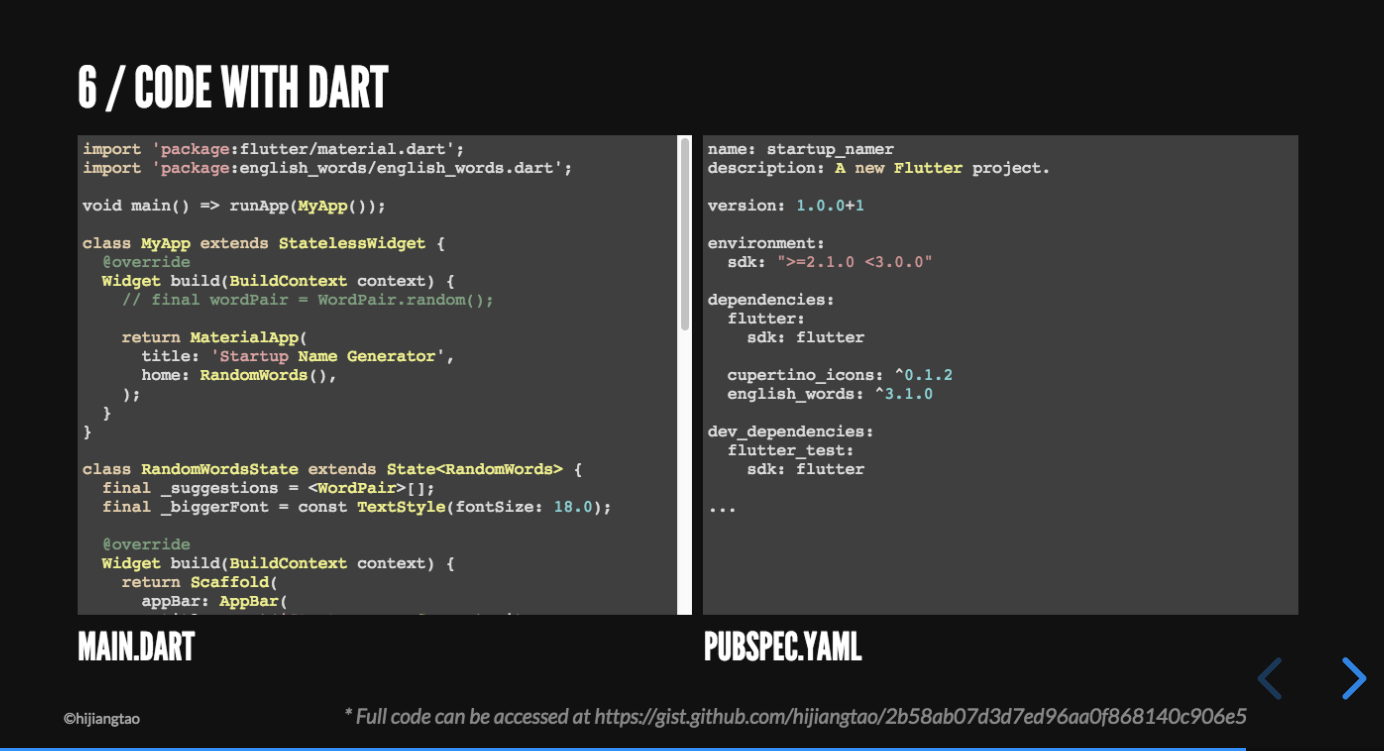 6 / CODE WITH DART
import 'package:flutter/material.dart';
import 'package:english_words/english_words.dart';
void main() => runApp(MyApp());
class MyApp extends StatelessWidget {
@override
Widget build(BuildContext context) {
// final wordPair = WordPair.random();
return MaterialApp(
title: 'Startup Name Generator',
home: RandomWords(),
);
}
}
class RandomWordsState extends State<RandomWords> {
final _suggestions = <WordPair>[];
final _biggerFont = const TextStyle(fontSize: 18.0);
@override
Widget build(BuildContext context) {
return Scaffold(
appBar: AppBar(
MAIN.DART
name: startup_namer
description: A new Flutter project.
version: 1.0.0+1
environment:
sdk: ">=2.1.0 <3.0.0"
dependencies:
flutter:
sdk: flutter
cupertino_icons: ^0.1.2
english_words: ^3.1.0
dev_dependencies:
flutter_test:
sdk: flutter
...
PUBSPEC.YAML
©hijiangtao
* Full code can be accessed at https://gist.github.com/hijiangtao/2b58ab07d3d7ed96aa0f868140c906e5